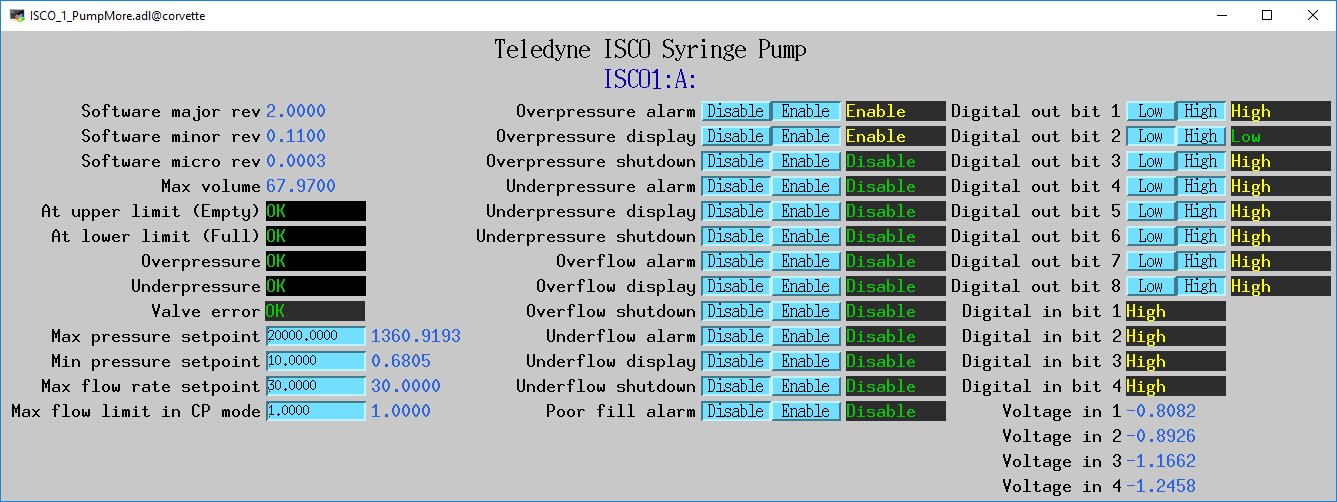 ISCO_1_PumpMore.adl@corvette
Teledyne ISCO Syringe Pump
ISCO1:A:
Software major rev 2.0000
Software minor rev 0.1100
Software micro rev 0.0003
Max volume 67.9700
At upper limit (Empty) OK
At lower limit (Full) OK
Overpressure OK
Underpressure OK
Valve error OK
Max pressure setpoint 20000.0000 1360.9193
Min pressure setpoint 10.0000 0.6805
Max flow rate setpoint 30.0000 30.0000
Max flow limit in CP mode 1.0000 1.0000
Overpressure alarm Disable Enable Enable
Overpressure display Disable Enable Enable
Overpressure shutdown Disable Enable Disable
Underpressure alarm Disable Enable Disable
Underpressure display Disable Enable Disable
Underpressure shutdown Disable Enable Disable
Overflow alarm Disable Enable Disable
Overflow display Disable Enable Disable
Overflow shutdown Disable Enable Disable
Underflow alarm Disable Enable Disable
Underflow display Disable Enable Disable
Underflow shutdown Disable Enable Disable
Poor fill alarm Disable Enable Disable
Digital out bit 1 Low High High
Digital out bit 2 Low High Low
Digital out bit 3 Low High High
Digital out bit 4 Low High High
Digital out bit 5 Low High High
Digital out bit 6 Low High High
Digital out bit 7 Low High High
Digital out bit 8 Low High High
Digital in bit 1 High
Digital in bit 2 High
Digital in bit 3 High
Digital in bit 4 High
Voltage in 1 -0.8082
Voltage in 2 -0.8926
Voltage in 3 -1.1662
Voltage in 4 -1.2458